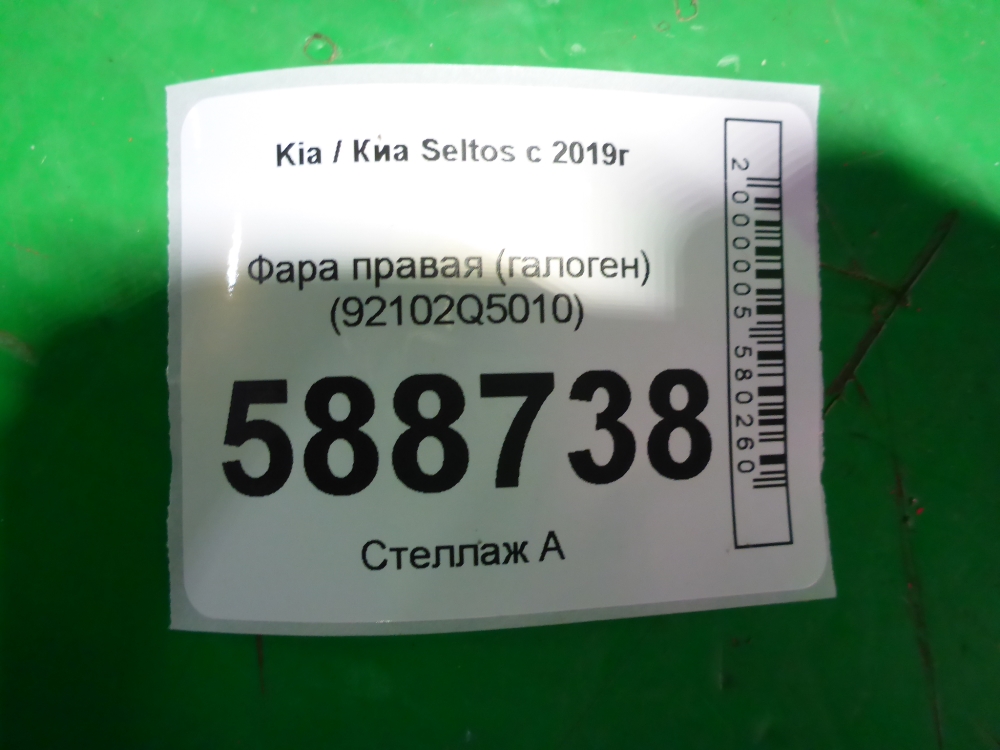 Kia / Киа Seltos с 2019г
Фара правая (галоген)
(92102Q5010)
588738
Стеллаж А
2000005580260